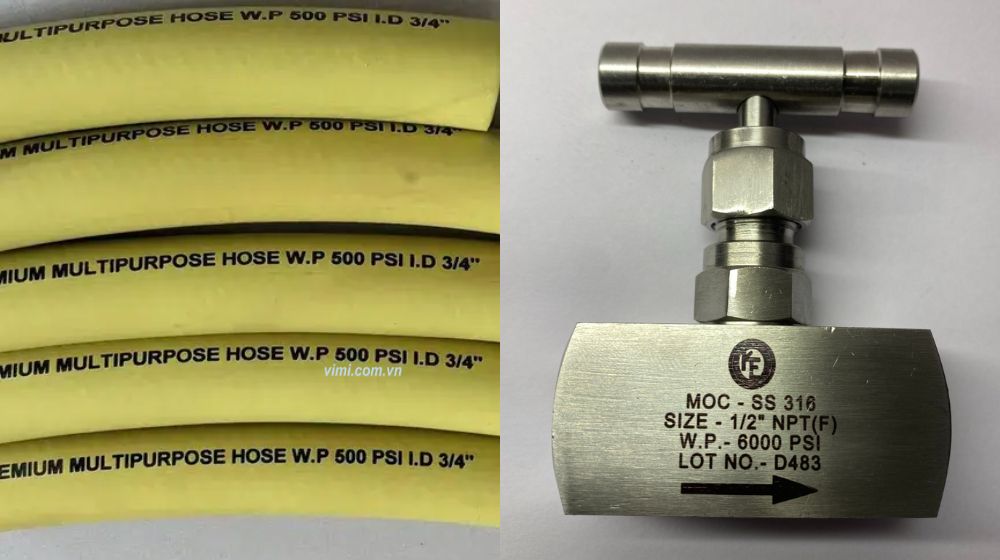 MULTIPURPOSE HOSE W.P 500 PSI I.D 3/4"
MULTIPURPOSE HOSE W.P 500 PSI I.D 3/4"
MIUM MULTIPURPOSE HOSE W.P 500 PSI I.D 3/4"
MIUM MULTIPURPOSE HOSE W.P 500 PSI I.D 3/4"
vimi.com.vn
EMIUM MULTIPURPOSE HOSE W.P 500 PSI I.D 3/4"
MOC - SS 316
SIZE - 1/2" NPT(F)
W.P.- 6000 PSI
LOT NO.- D483